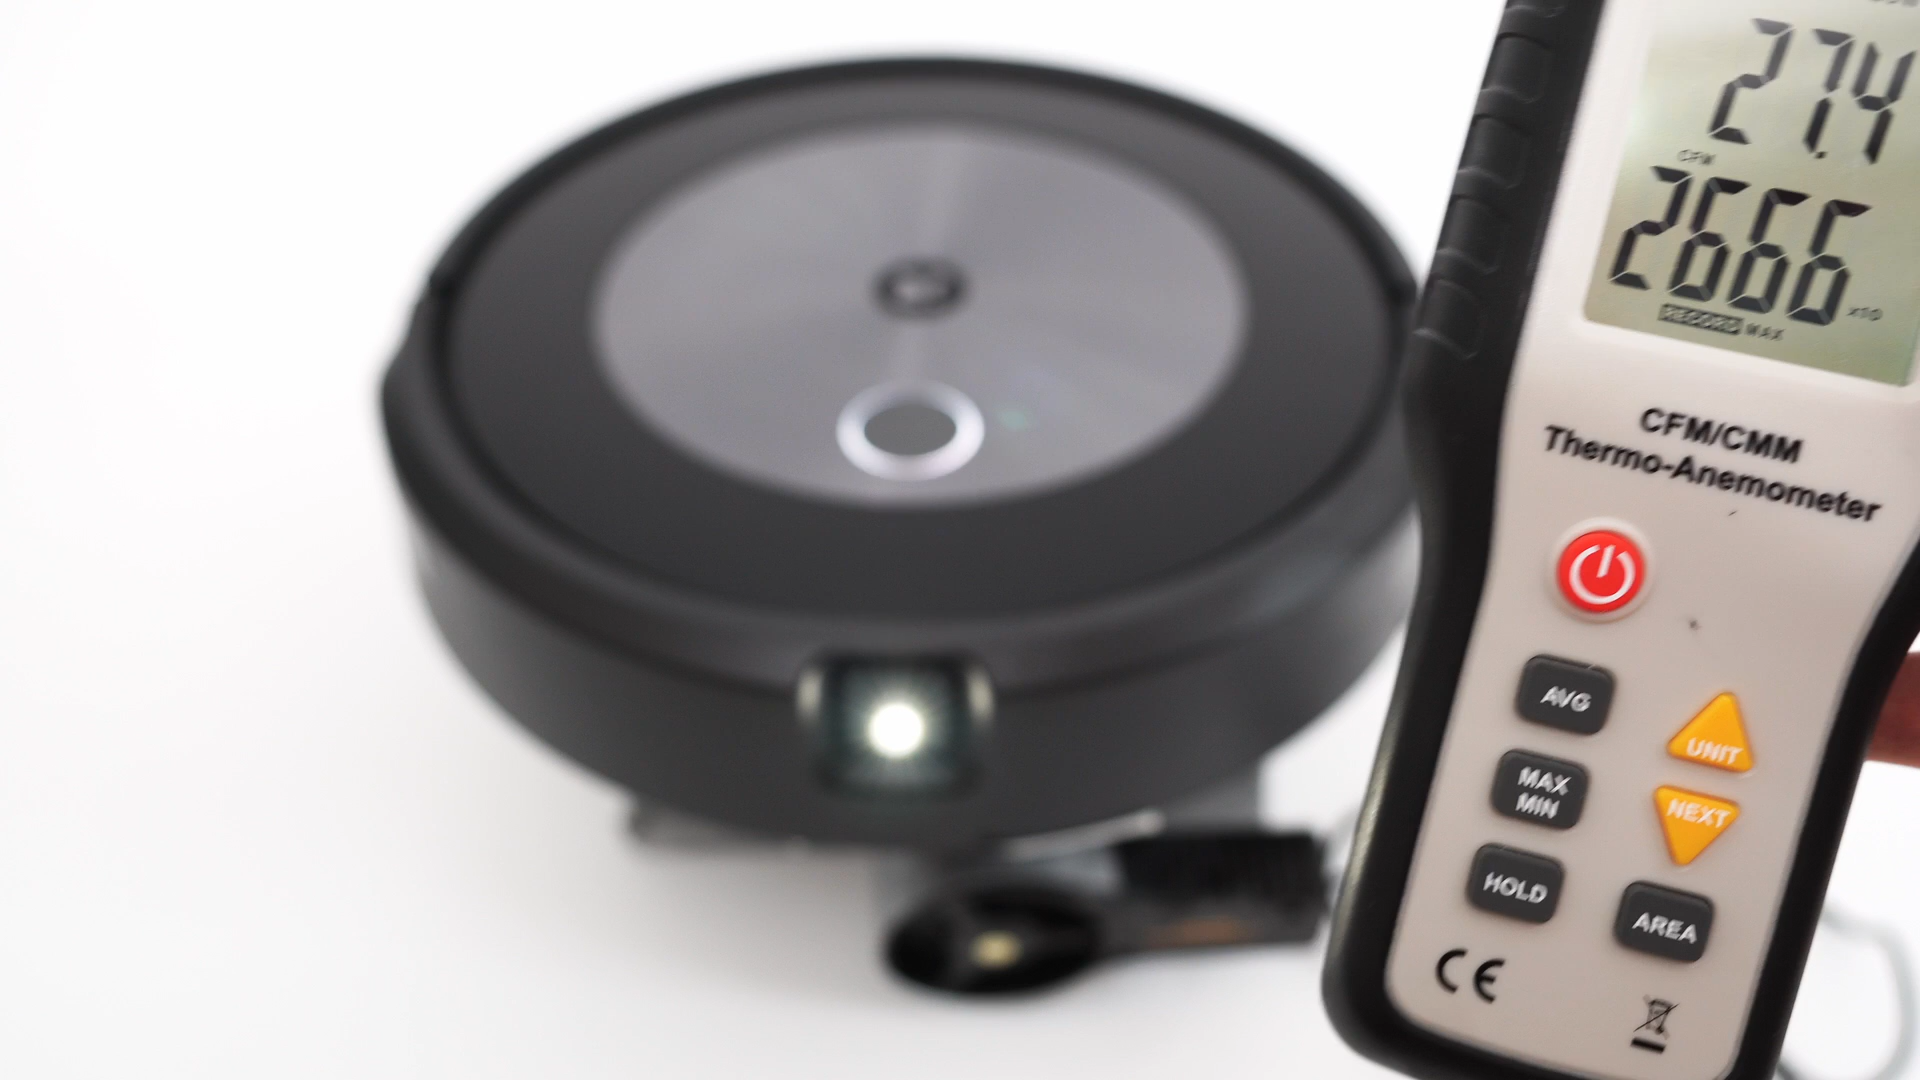 27.4
CFM
2666
x10
RECORD MAX
CFM/CMM
Thermo-Anemometer
AVG
UNIT
MAX
MIN
NEXT
HOLD
AREA
CE